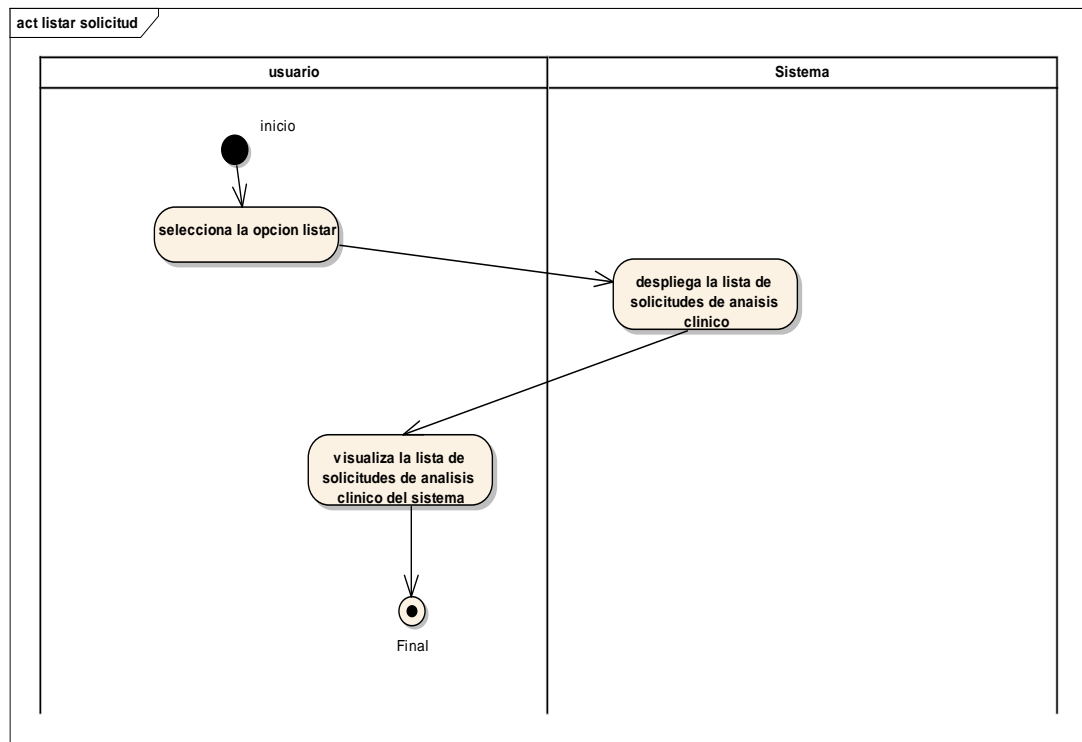 act listar solicitud
usuario
Sistema
inicio
selecciona la opcion listar
despliega la lista de
solicitudes de anaisis
clinico
visualiza la lista de
solicitudes de analisis
clinico del sistema
Final